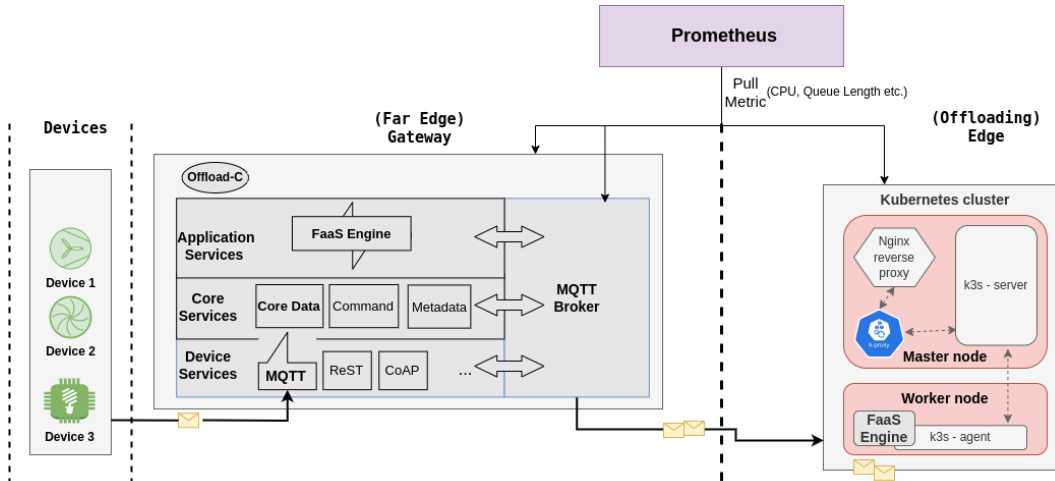 Prometheus
Pull
Metric
(CPU, Queue Length etc.)
Devices
(Far Edge)
Gateway
(Offloading)
Edge
Offload-C
Kubernetes cluster
Application
Services
FaaS Engine
Nginx
reverse
proxy
k3s - server
Device 1
Core
Services
Core Data
Command
Metadata
MQTT
Broker
k-proxy
Device 2
Master node
Device
Services
MQTT
ReST
CoAP
...
Device 3
Worker node
FaaS
Engine
k3s - agent